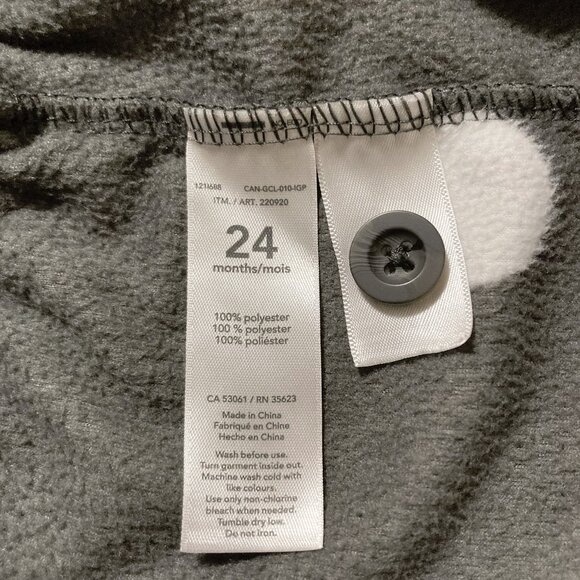 1211688 CAN-GCL-010-IGP
ITM. / ART. 220920
24
months/mois
100% polyester
100 % polyester
100% poliéster
CA 53061 / RN 35623
Made in China
Fabriqué en Chine
Hecho en China
Wash before use.
Turn garment inside out.
Machine wash cold with
like colours.
Use only non-chlorine
bleach when needed.
Tumble dry low.
Do not iron.